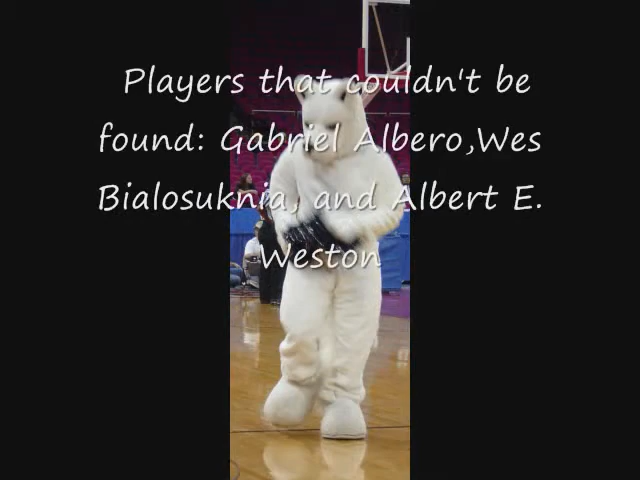 Players that couldn't be
found: Gabriel Albero,Wes
Bialosuknia, and Albert E.
Weston